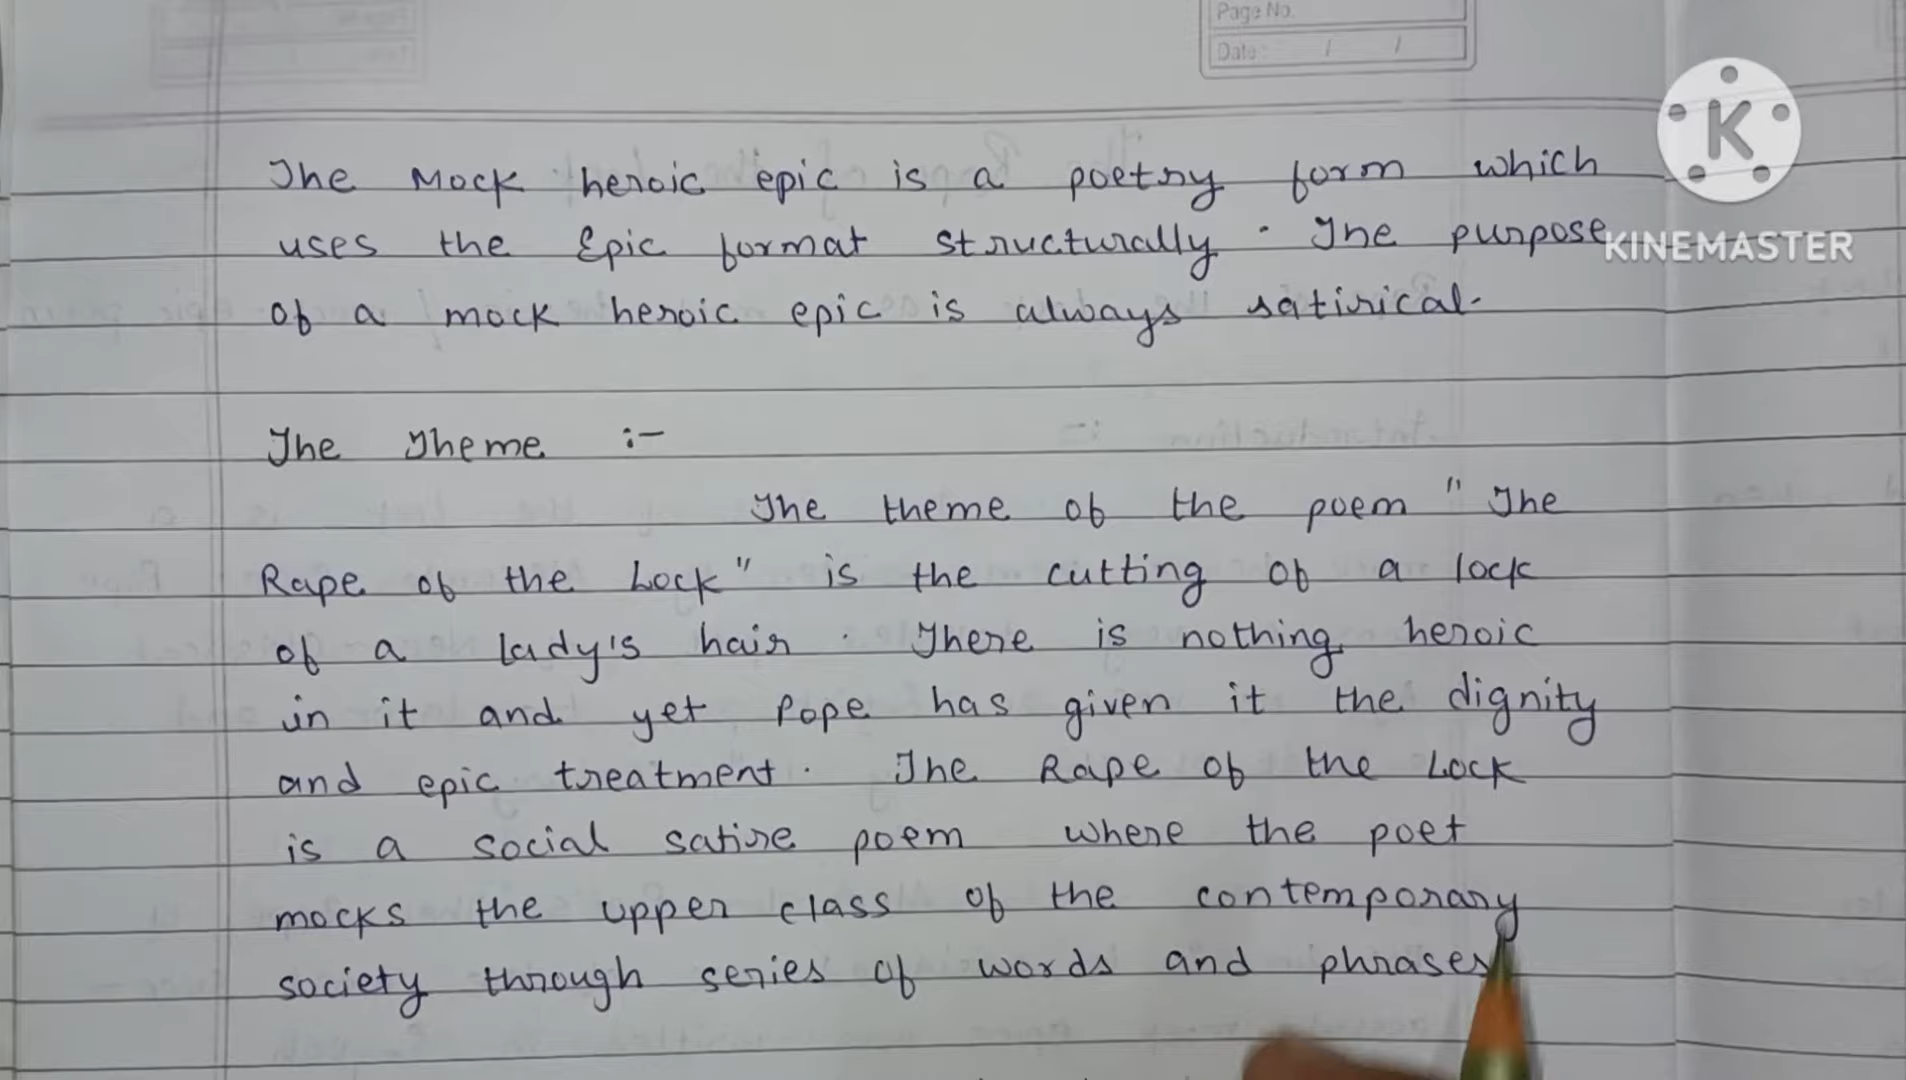 Page No.
Date: / /
K
KINEMASTER
The Mock heroic epic is a poetry form which
uses the Epic format structurally. The purpose
of a mock heroic epic is always satirical.
The Theme :-
The theme of the poem "The
Rape of the Lock" is the cutting of a lock
of a lady's hair. There is nothing heroic
in it and yet Pope has given it the dignity
and epic treatment. The Rape of the Lock
is a social satire poem where the poet
mocks the upper class of the contemporary
society through series of words and phrases